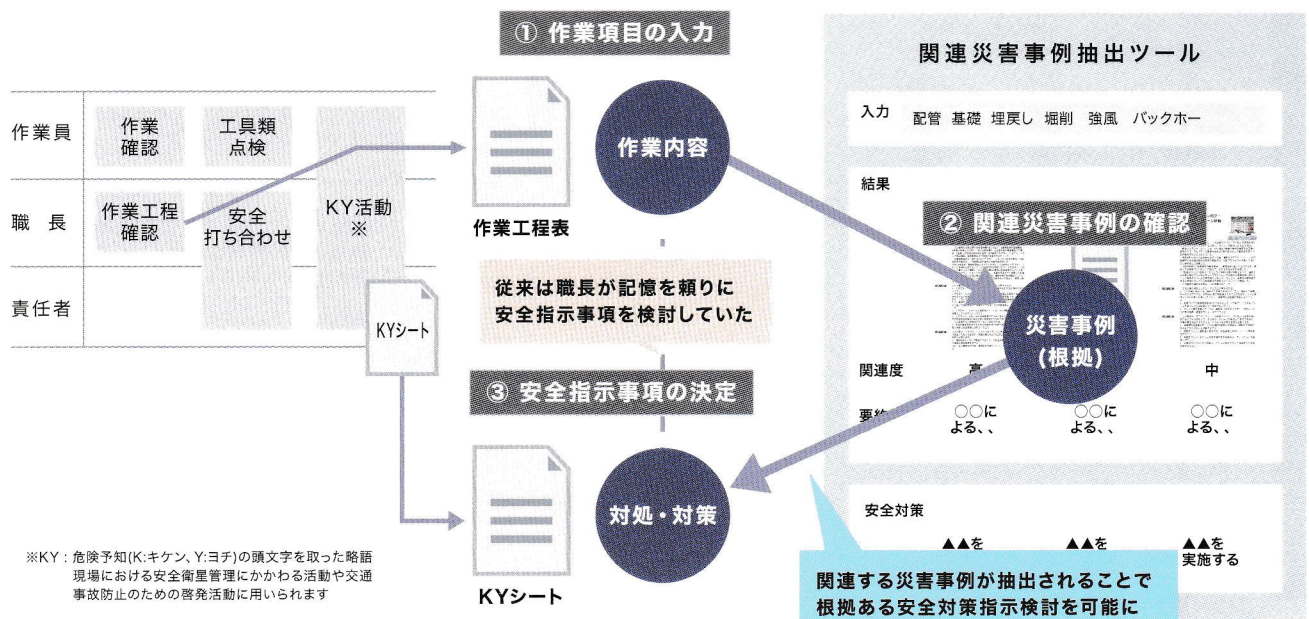 ① 作業項目の入力
作業員
作業
確認
工具類
点検
職　長
作業工程
確認
安全
打ち合わせ
KY活動
※
責任者
KYシート
作業工程表
作業内容
従来は職長が記憶を頼りに
安全指示事項を検討していた
③ 安全指示事項の決定
KYシート
対処・対策
※KY : 危険予知(K:キケン、Y:ヨチ)の頭文字を取った略語
現場における安全衛星管理にかかわる活動や交通
事故防止のための啓発活動に用いられます
関連災害事例抽出ツール
入力　配管 基礎 埋戻し 堀削 強風 バックホー
結果
② 関連災害事例の確認
災害事例
(根拠)
関連度　高　中
要約
○○に　○○に　○○に
よる、、　よる、、　よる、、
安全対策
▲▲を　▲▲を　▲▲を
実施する
関連する災害事例が抽出されることで
根拠ある安全対策指示検討を可能に